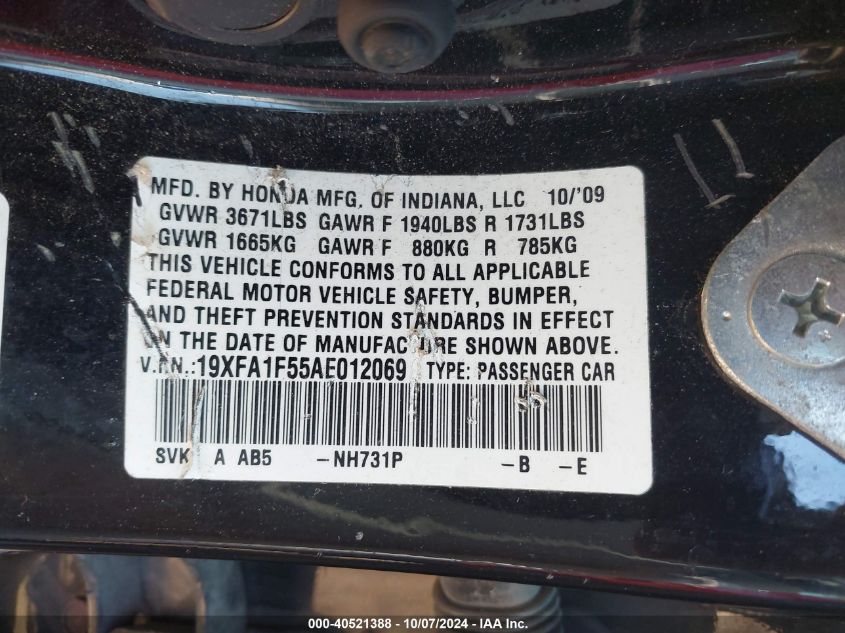 MFD. BY HONDA MFG. OF INDIANA, LLC 10/'09
GVWR 3671LBS GAWR F 1940LBS R 1731LBS
GVWR 1665KG GAWR F 880KG R 785KG
THIS VEHICLE CONFORMS TO ALL APPLICABLE
FEDERAL MOTOR VEHICLE SAFETY, BUMPER,
AND THEFT PREVENTION STANDARDS IN EFFECT
ON THE DATE OF MANUFACTURE SHOWN ABOVE.
V.I.N.:19XFA1F55AE012069 TYPE: PASSENGER CAR
SVK A AB5 -NH731P -B -E
000-40521388 - 10/07/2024 - IAAI.com